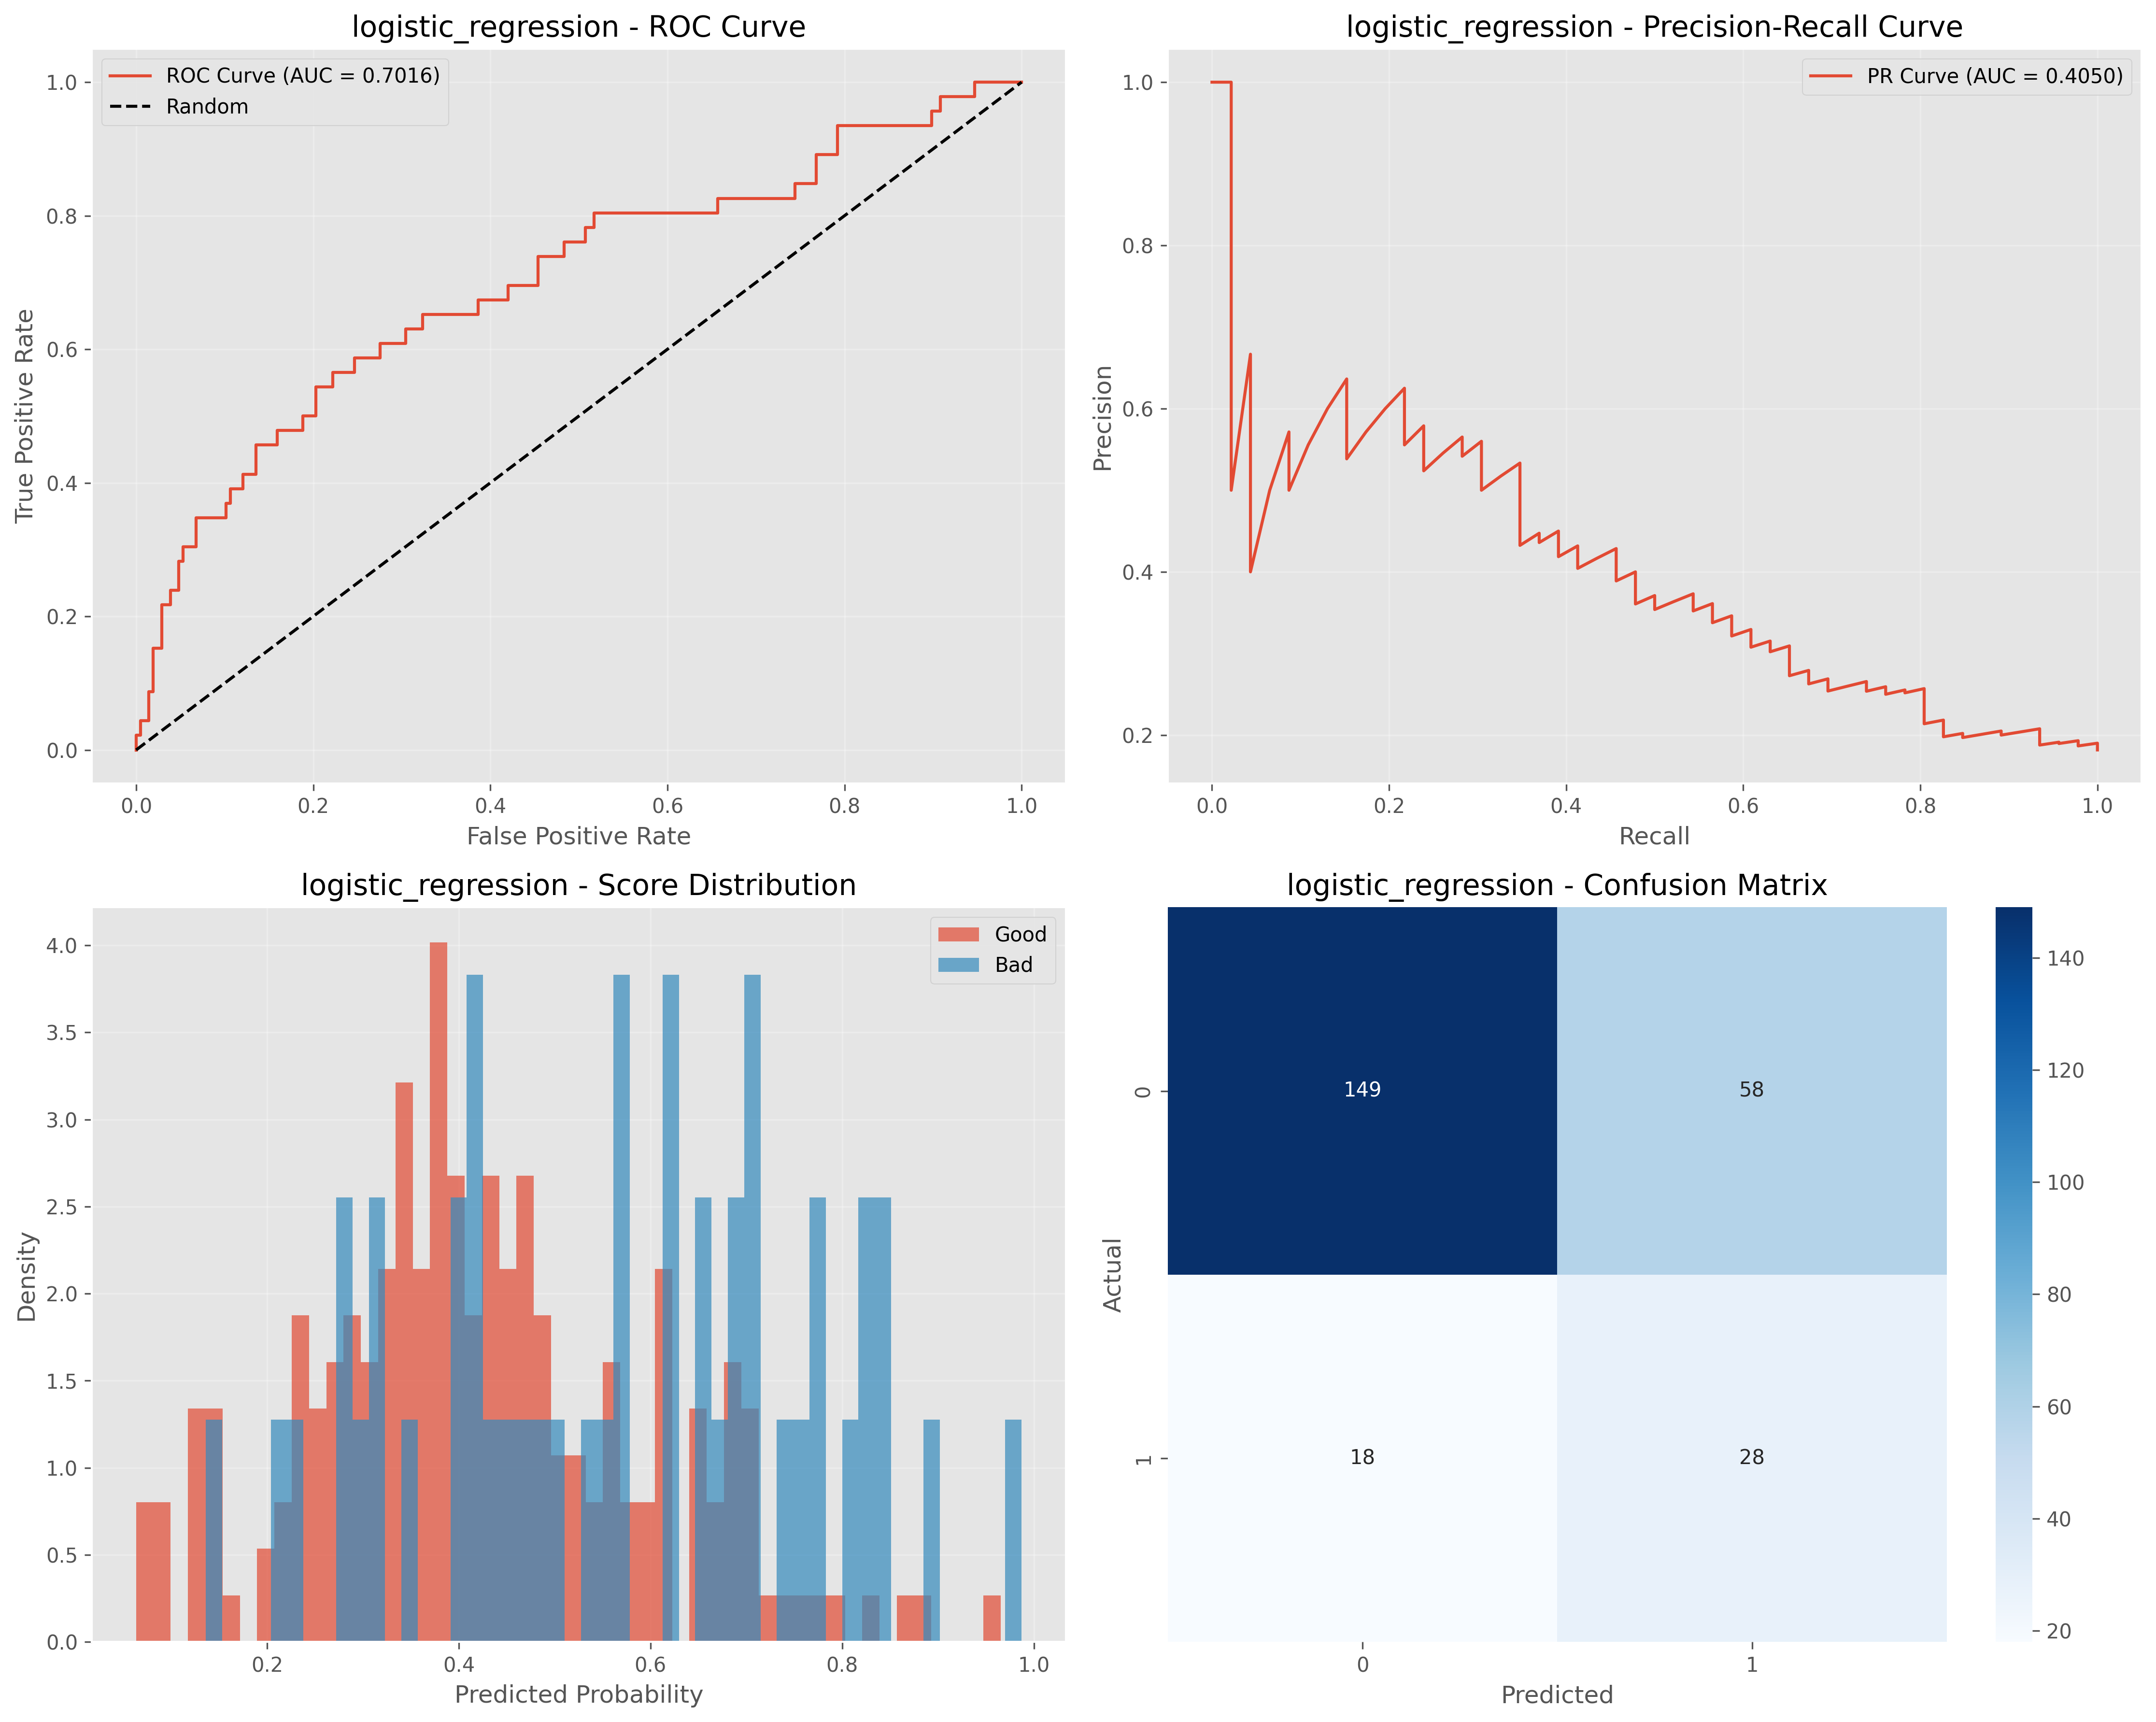 logistic_regression - ROC Curve
ROC Curve (AUC = 0.7016)
Random
1.0
0.8
0.6
0.4
0.2
0.0
True Positive Rate
0.0 0.2 0.4 0.6 0.8 1.0
False Positive Rate
logistic_regression - Precision-Recall Curve
PR Curve (AUC = 0.4050)
1.0
0.8
0.6
0.4
0.2
Precision
0.0 0.2 0.4 0.6 0.8 1.0
Recall
logistic_regression - Score Distribution
Good
Bad
4.0
3.5
3.0
2.5
2.0
1.5
1.0
0.5
0.0
Density
0.2 0.4 0.6 0.8 1.0
Predicted Probability
logistic_regression - Confusion Matrix
149 58
18 28
0
1
Actual
0 1
Predicted
140
120
100
80
60
40
20